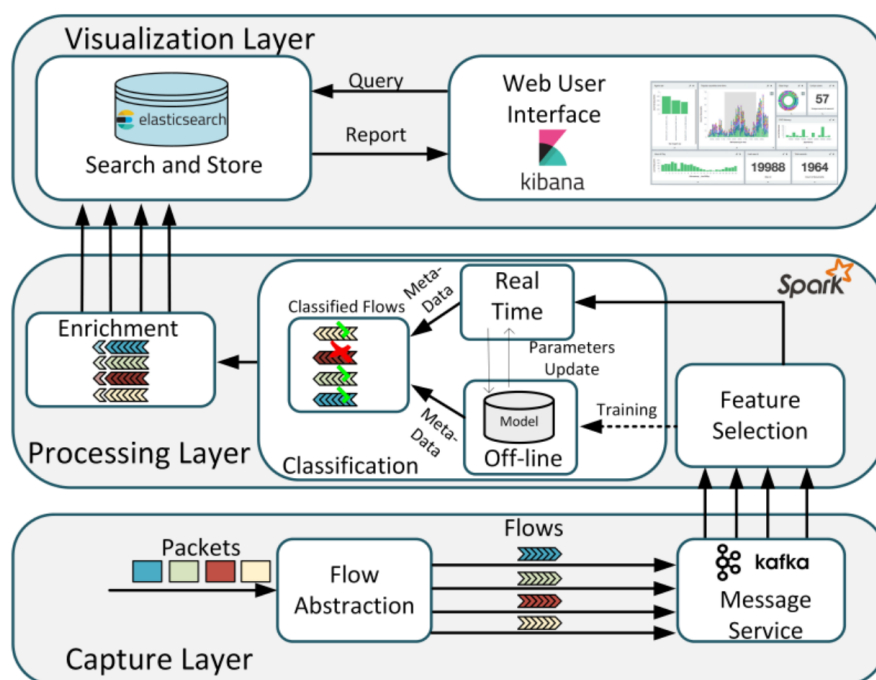 Visualization Layer
elasticsearch
Search and Store
Query
Report
Web User
Interface
kibana
57
19988
1964
Spark
Enrichment
Classified Flows
Meta-
Data
Real
Time
Parameters
Update
Meta-
Data
Model
Off-line
Training
Feature
Selection
Classification
Processing Layer
Packets
Flow
Abstraction
Flows
kafka
Message
Service
Capture Layer